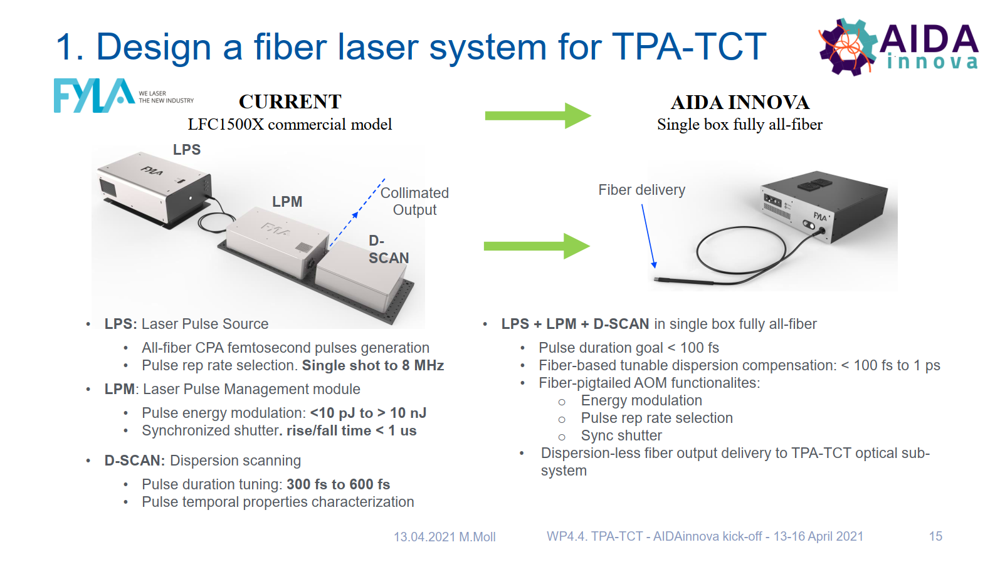 1. Design a fiber laser system for TPA-TCT
AIDA
innova
FYLA
WE LASER
THE NEW INDUSTRY
CURRENT
LFC1500X commercial model
AIDA INNOVA
Single box fully all-fiber
LPS
FYLA
LPM
FYLA
Collimated
Output
D-
SCAN
Fiber delivery
FYLA
• LPS: Laser Pulse Source
• All-fiber CPA femtosecond pulses generation
• Pulse rep rate selection. Single shot to 8 MHz
• LPM: Laser Pulse Management module
• Pulse energy modulation: <10 pJ to > 10 nJ
• Synchronized shutter. rise/fall time < 1 us
• D-SCAN: Dispersion scanning
• Pulse duration tuning: 300 fs to 600 fs
• Pulse temporal properties characterization
• LPS + LPM + D-SCAN in single box fully all-fiber
• Pulse duration goal < 100 fs
• Fiber-based tunable dispersion compensation: < 100 fs to 1 ps
• Fiber-pigtailed AOM functionalites:
o Energy modulation
o Pulse rep rate selection
o Sync shutter
• Dispersion-less fiber output delivery to TPA-TCT optical sub-
system
13.04.2021 M.Moll
WP4.4. TPA-TCT - AIDAinnova kick-off - 13-16 April 2021
15